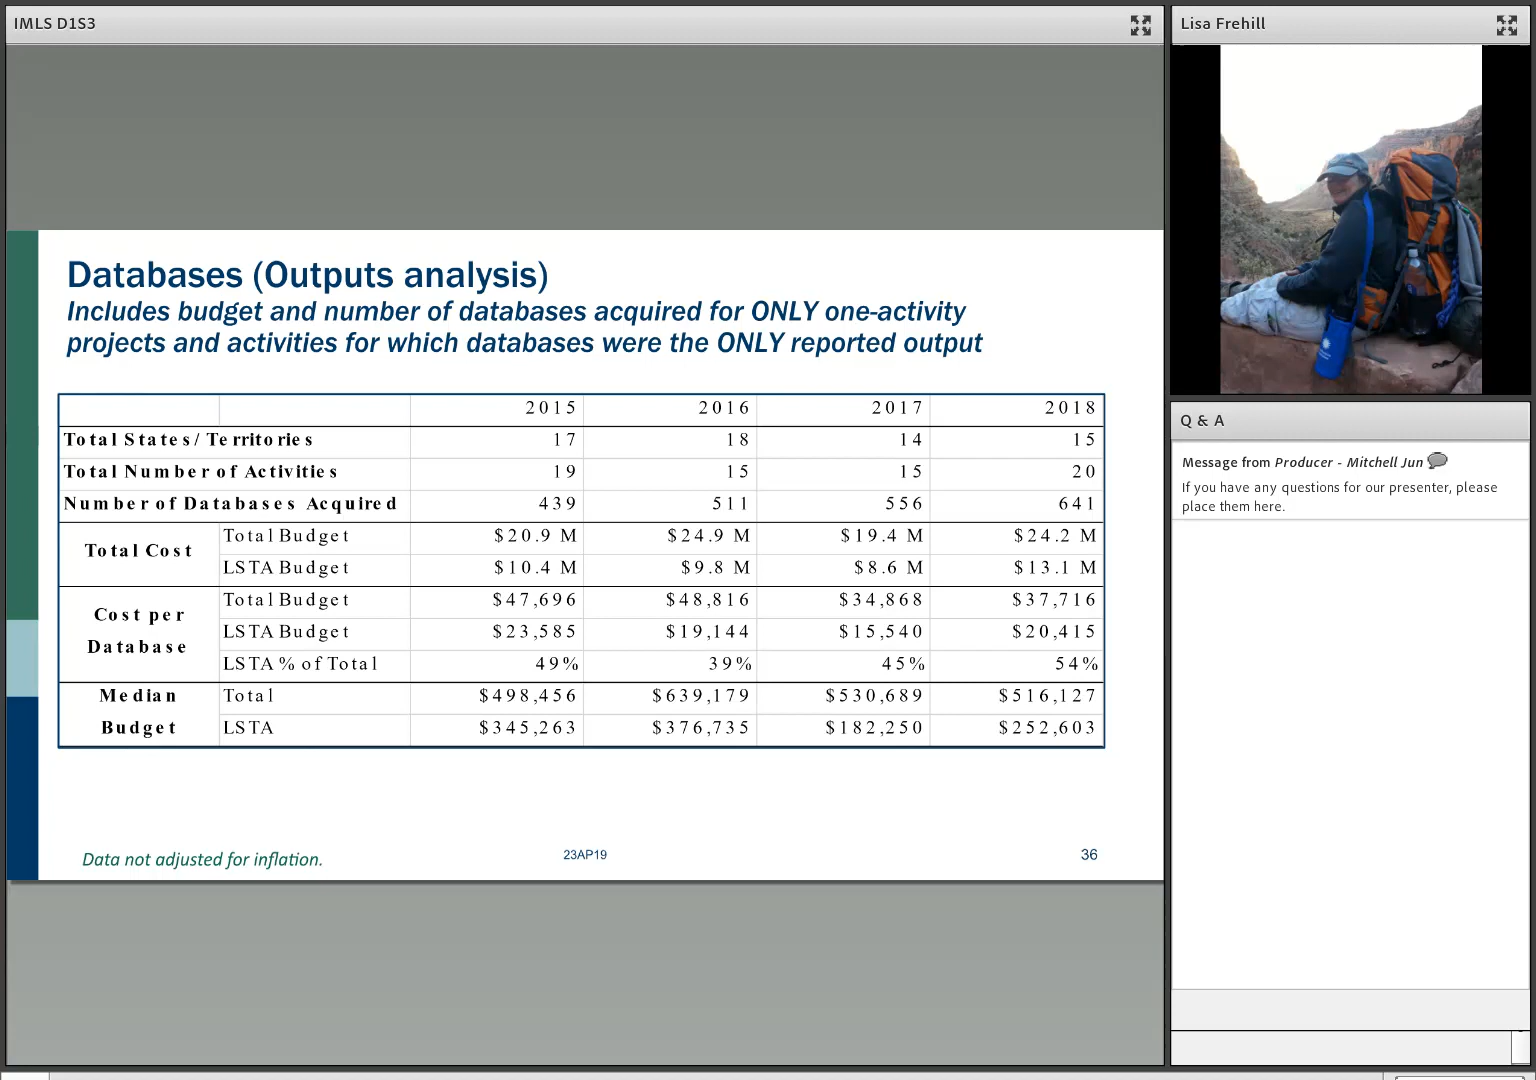 IMLS D1S3
Lisa Frehill
Databases (Outputs analysis)
Includes budget and number of databases acquired for ONLY one-activity
projects and activities for which databases were the ONLY reported output
2015 2016 2017 2018
Total States/Territories 17 18 14 15
Total Number of Activities 19 15 15 20
Number of Databases Acquired 439 511 556 641
Total Cost
Total Budget $20.9 M $24.9 M $19.4 M $24.2 M
LSTA Budget $10.4 M $9.8 M $8.6 M $13.1 M
Cost per
Database
Total Budget $47,696 $48,816 $34,868 $37,716
LSTA Budget $23,585 $19,144 $15,540 $20,415
LSTA % of Total 49% 39% 45% 54%
Median
Budget
Total $498,456 $639,179 $530,689 $516,127
LSTA $345,263 $376,735 $182,250 $252,603
Data not adjusted for inflation.
23AP19
36
Q & A
Message from Producer - Mitchell Jun
If you have any questions for our presenter, please
place them here.